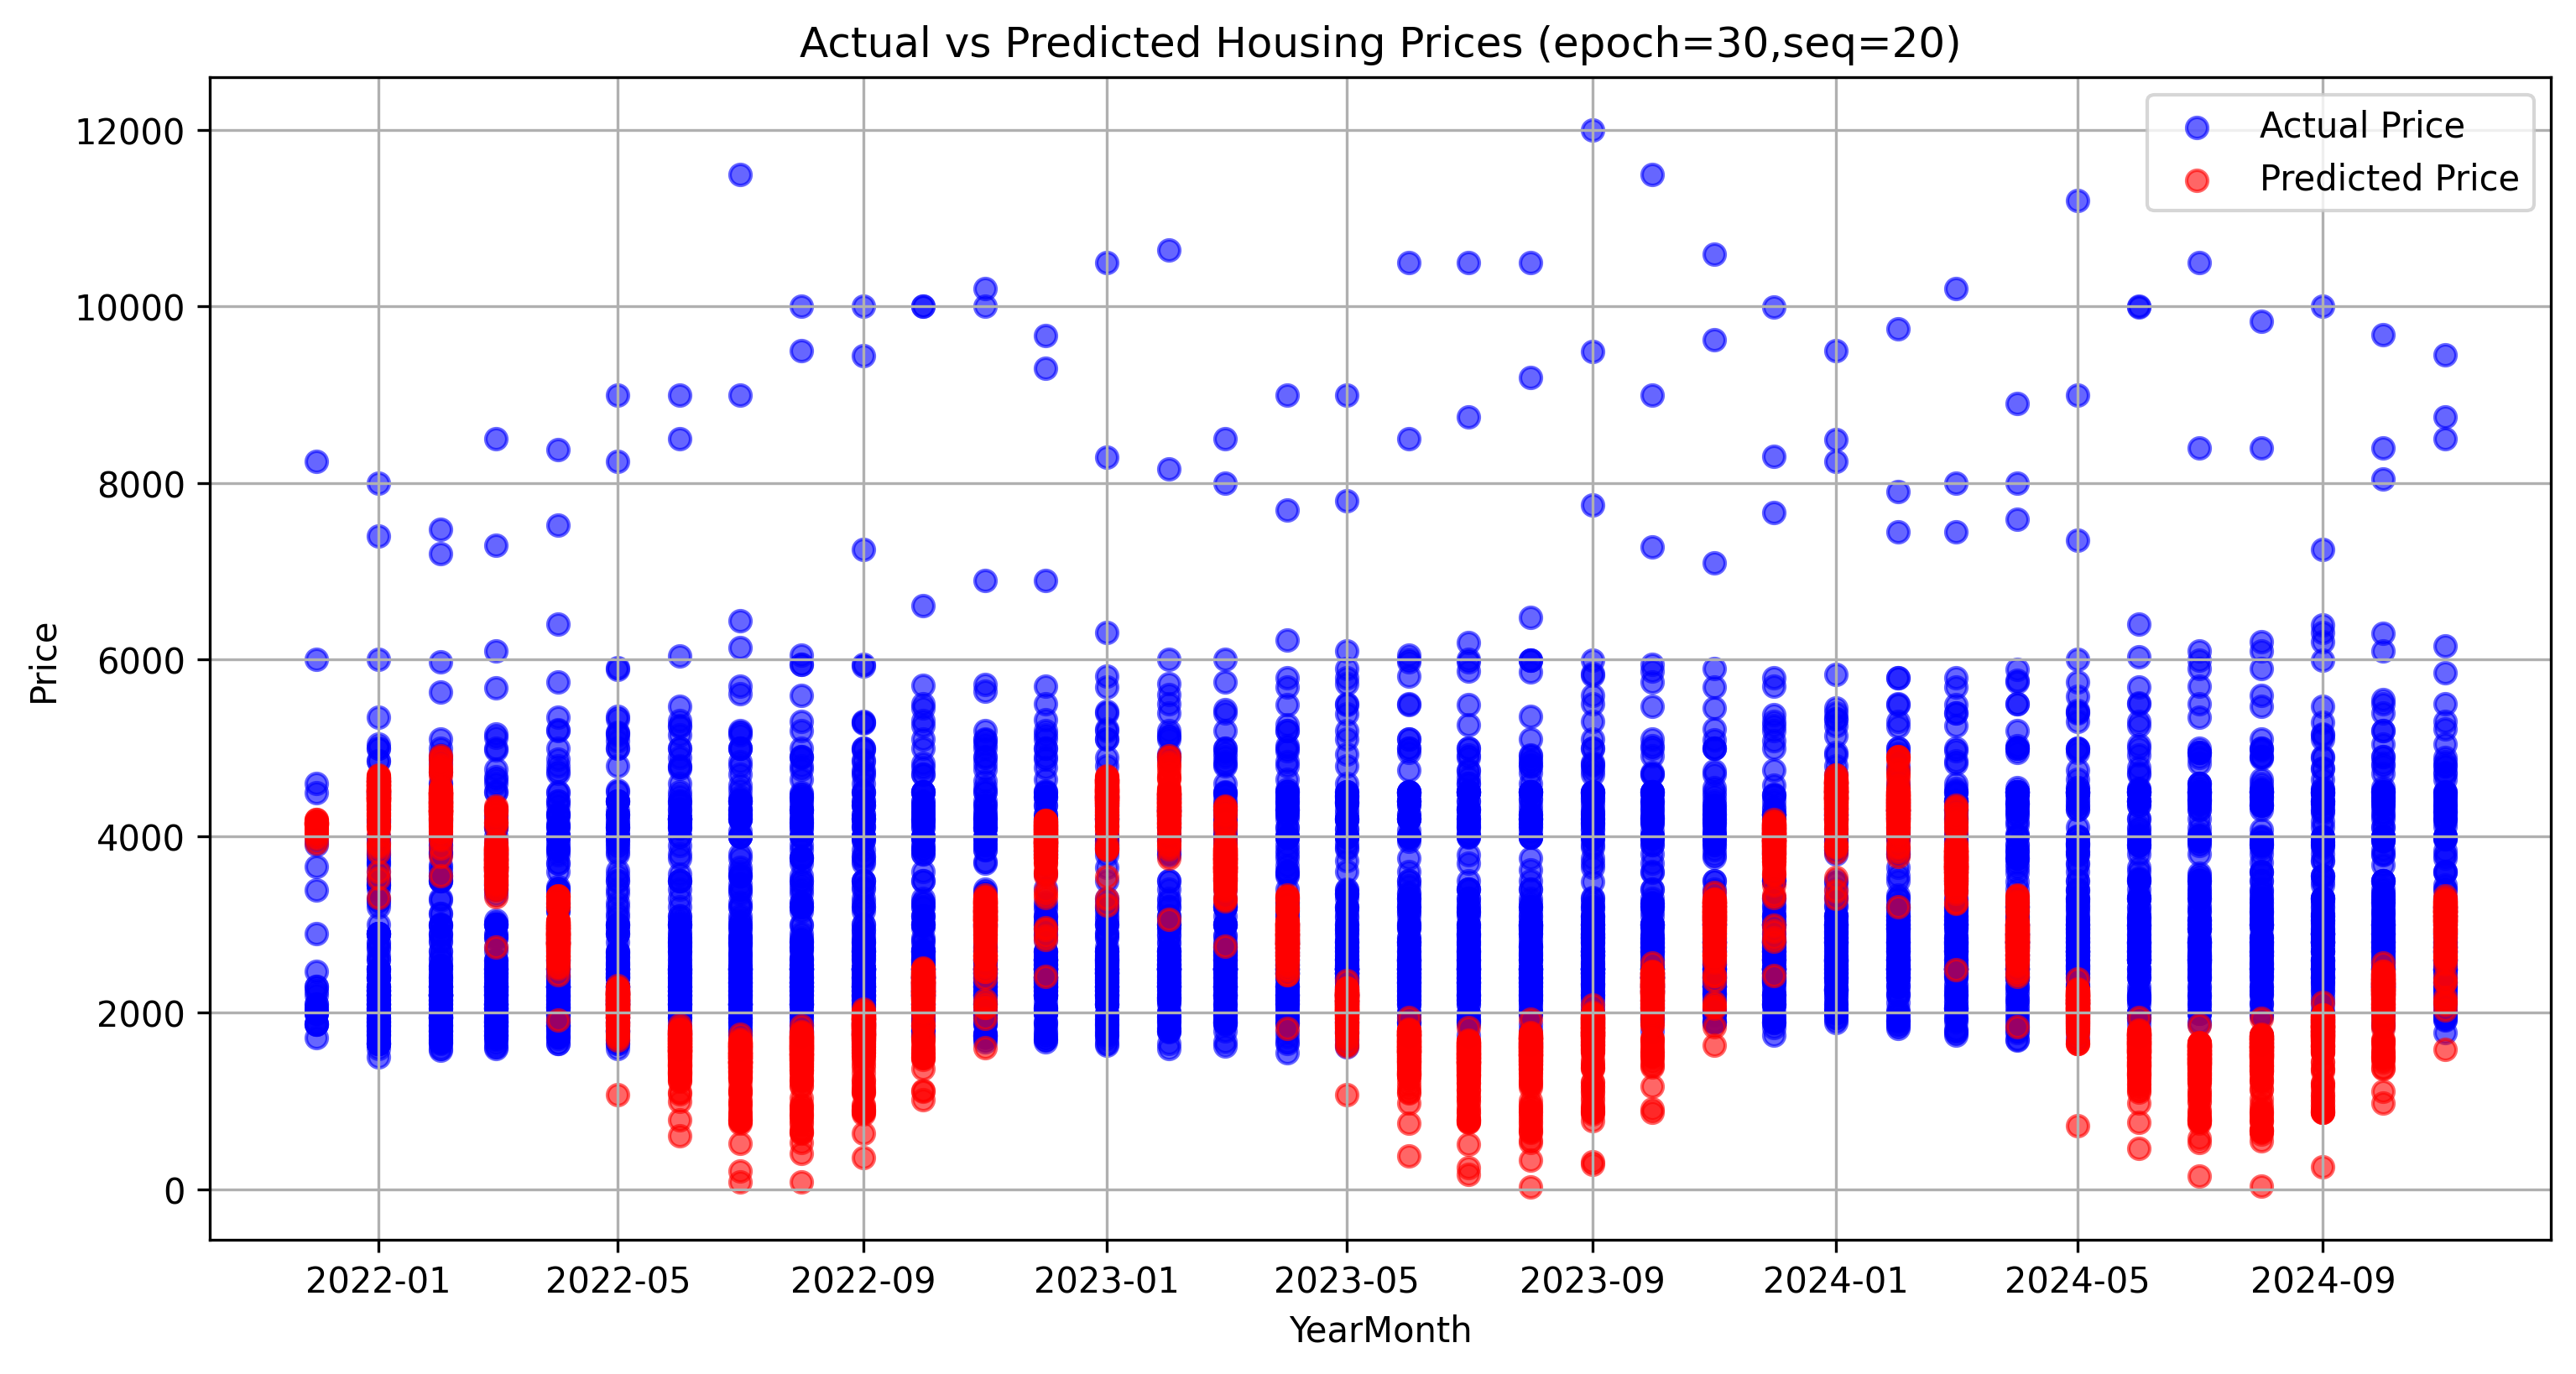 Actual vs Predicted Housing Prices (epoch=30,seq=20)
Actual Price
Predicted Price
12000
10000
8000
6000
4000
2000
0
Price
2022-01 2022-05 2022-09 2023-01 2023-05 2023-09 2024-01 2024-05 2024-09
YearMonth